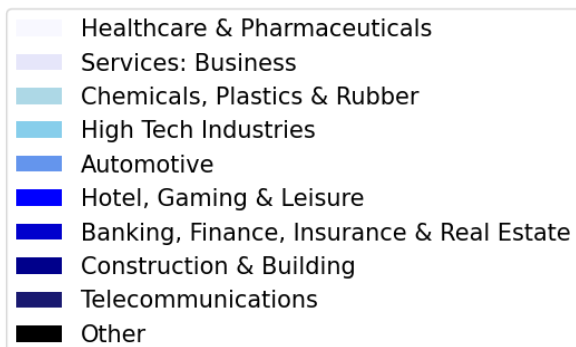 Healthcare & Pharmaceuticals
Services: Business
Chemicals, Plastics & Rubber
High Tech Industries
Automotive
Hotel, Gaming & Leisure
Banking, Finance, Insurance & Real Estate
Construction & Building
Telecommunications
Other